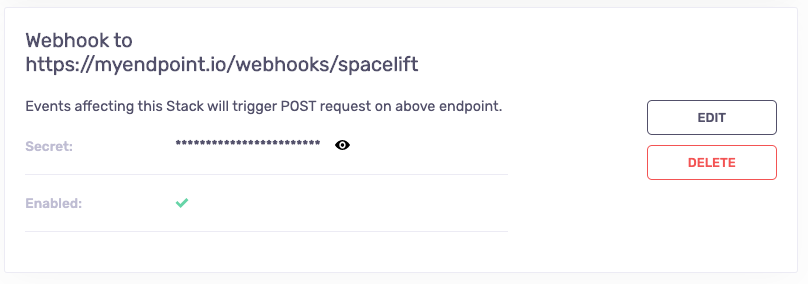 Webhook to
https://myendpoint.io/webhooks/spacelift
Events affecting this Stack will trigger POST request on above endpoint.
Secret: ************************
Enabled:
EDIT
DELETE